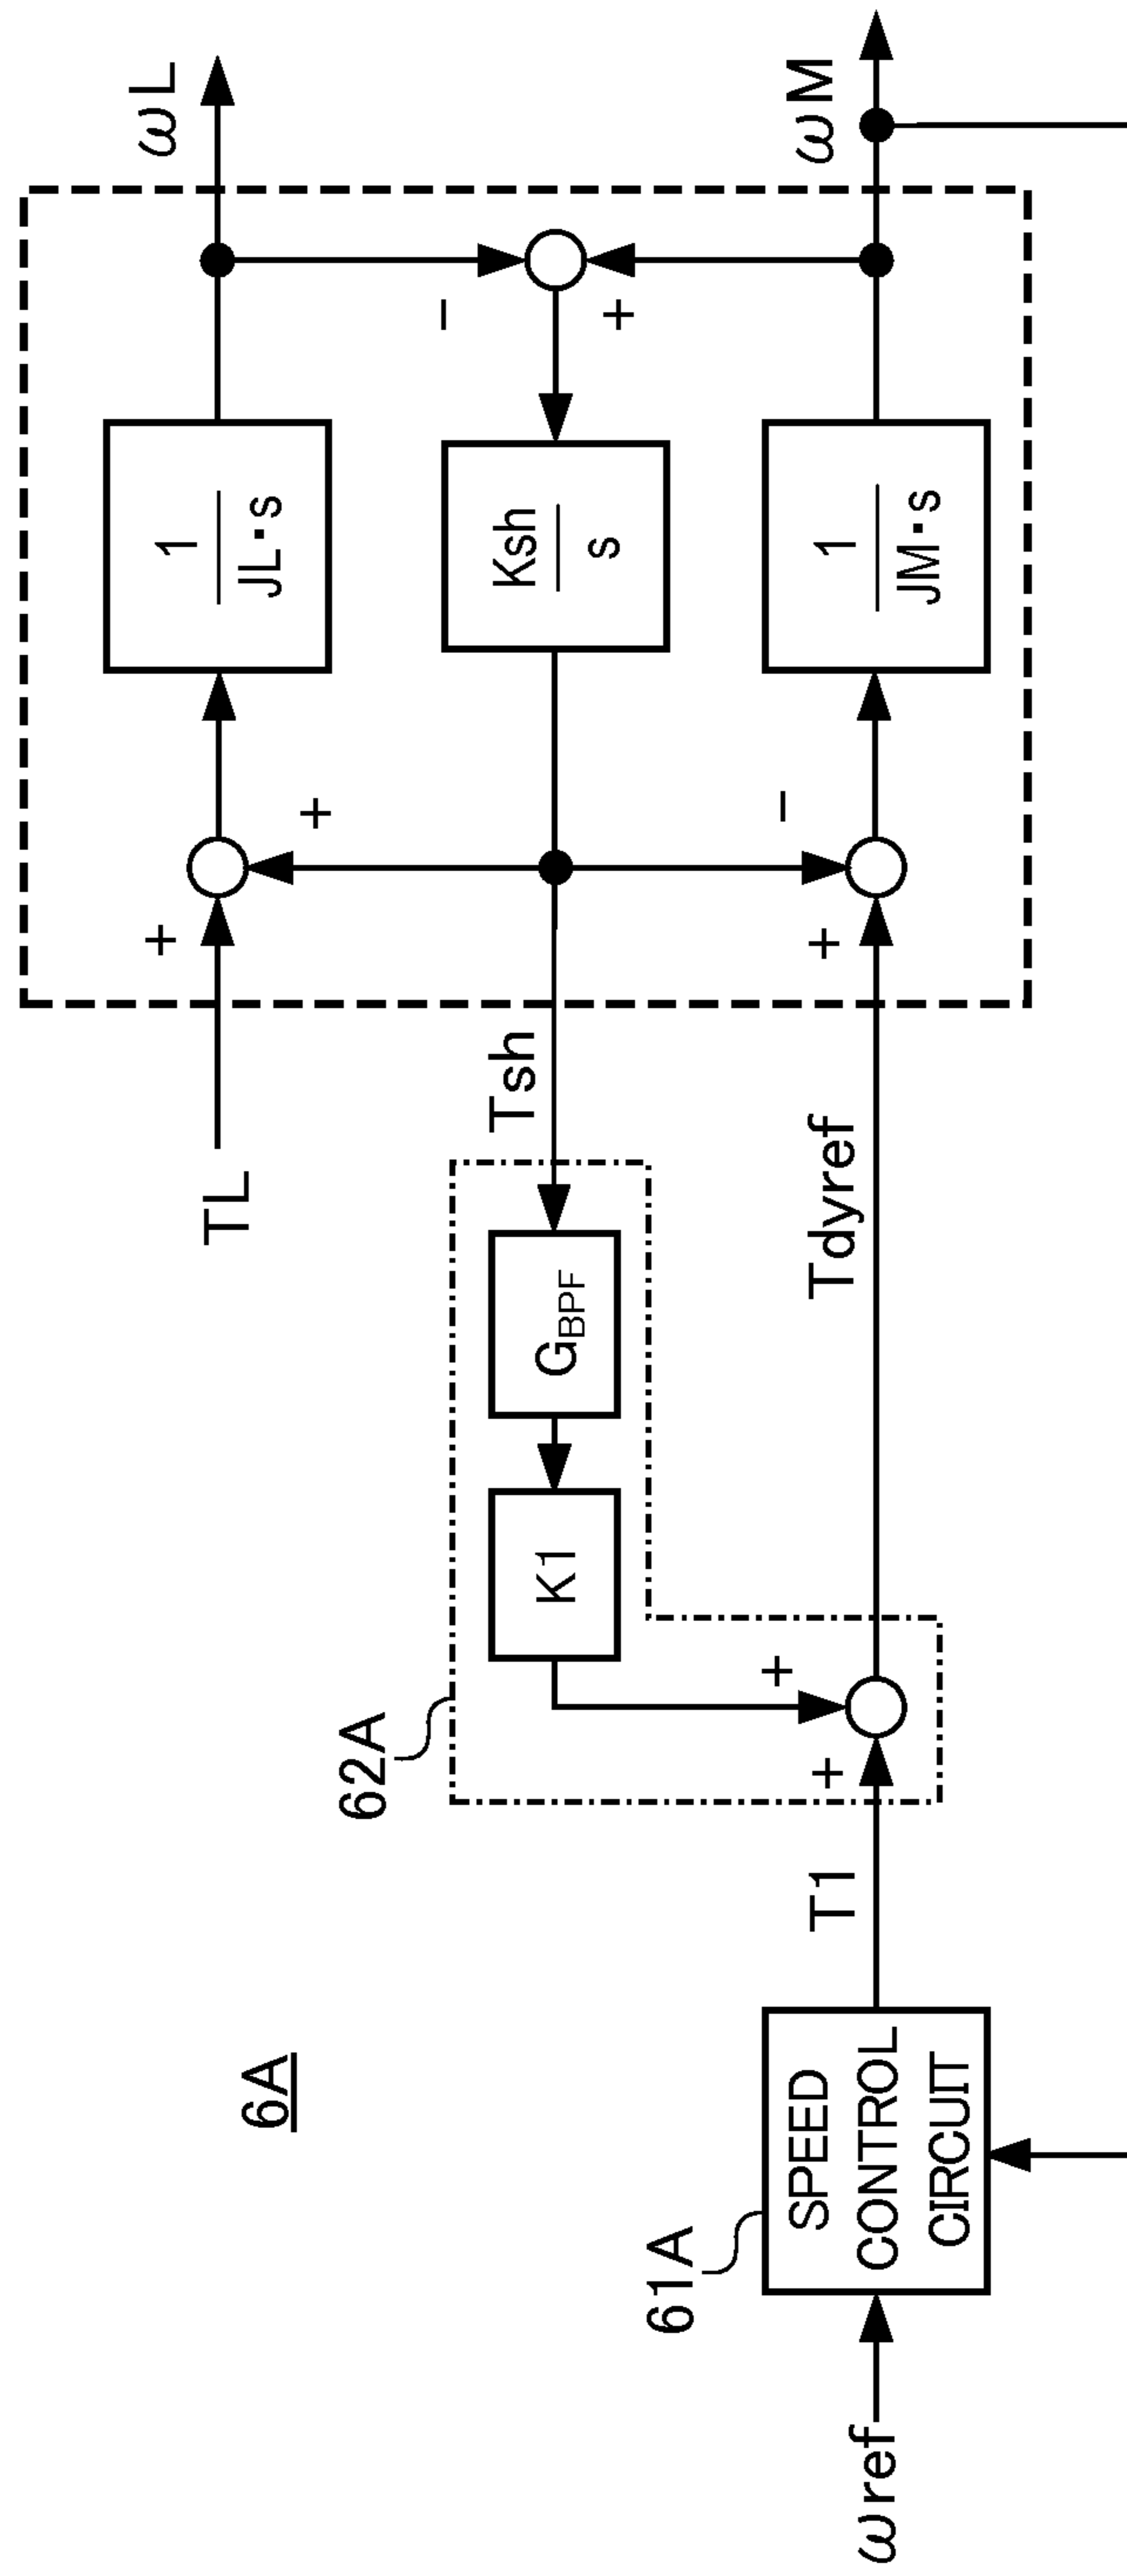 6A
ωref
61A
SPEED
CONTROL
CIRCUIT
T1
+
+
62A
K1
GBPF
Tsh
Tdyref
TL
+
+
1
JL·s
ωL
−
+
Ksh
s
+
−
1
JM·s
ωM